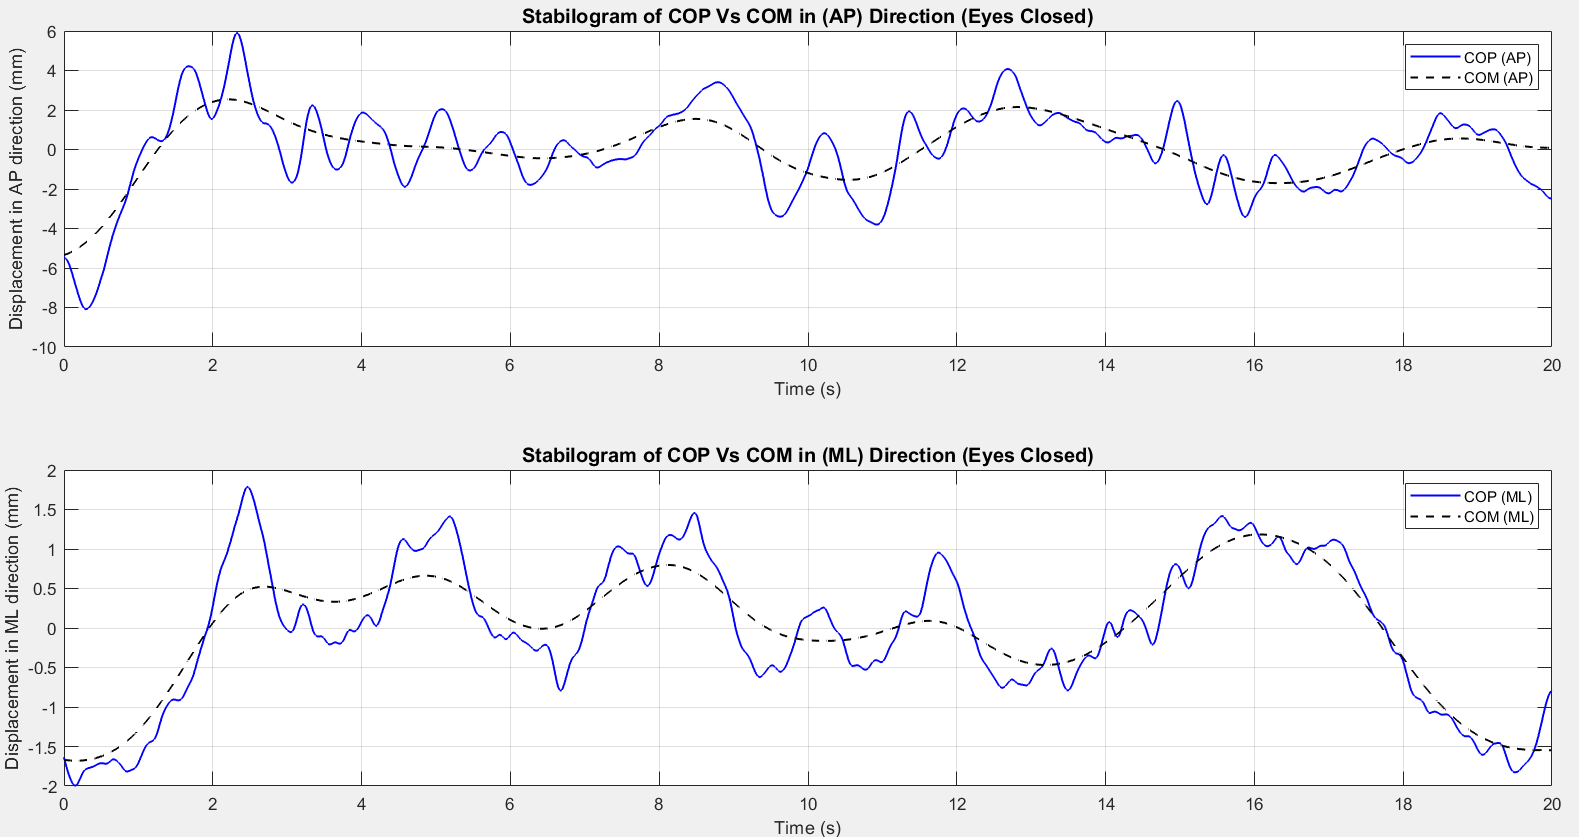 Stabilogram of COP Vs COM in (AP) Direction (Eyes Closed)
Displacement in AP direction (mm)
6
4
2
0
-2
-4
-6
-8
-10
COP (AP)
COM (AP)
0 2 4 6 8 10 12 14 16 18 20
Time (s)
Stabilogram of COP Vs COM in (ML) Direction (Eyes Closed)
Displacement in ML direction (mm)
2
1.5
1
0.5
0
-0.5
-1
-1.5
-2
COP (ML)
COM (ML)
0 2 4 6 8 10 12 14 16 18 20
Time (s)